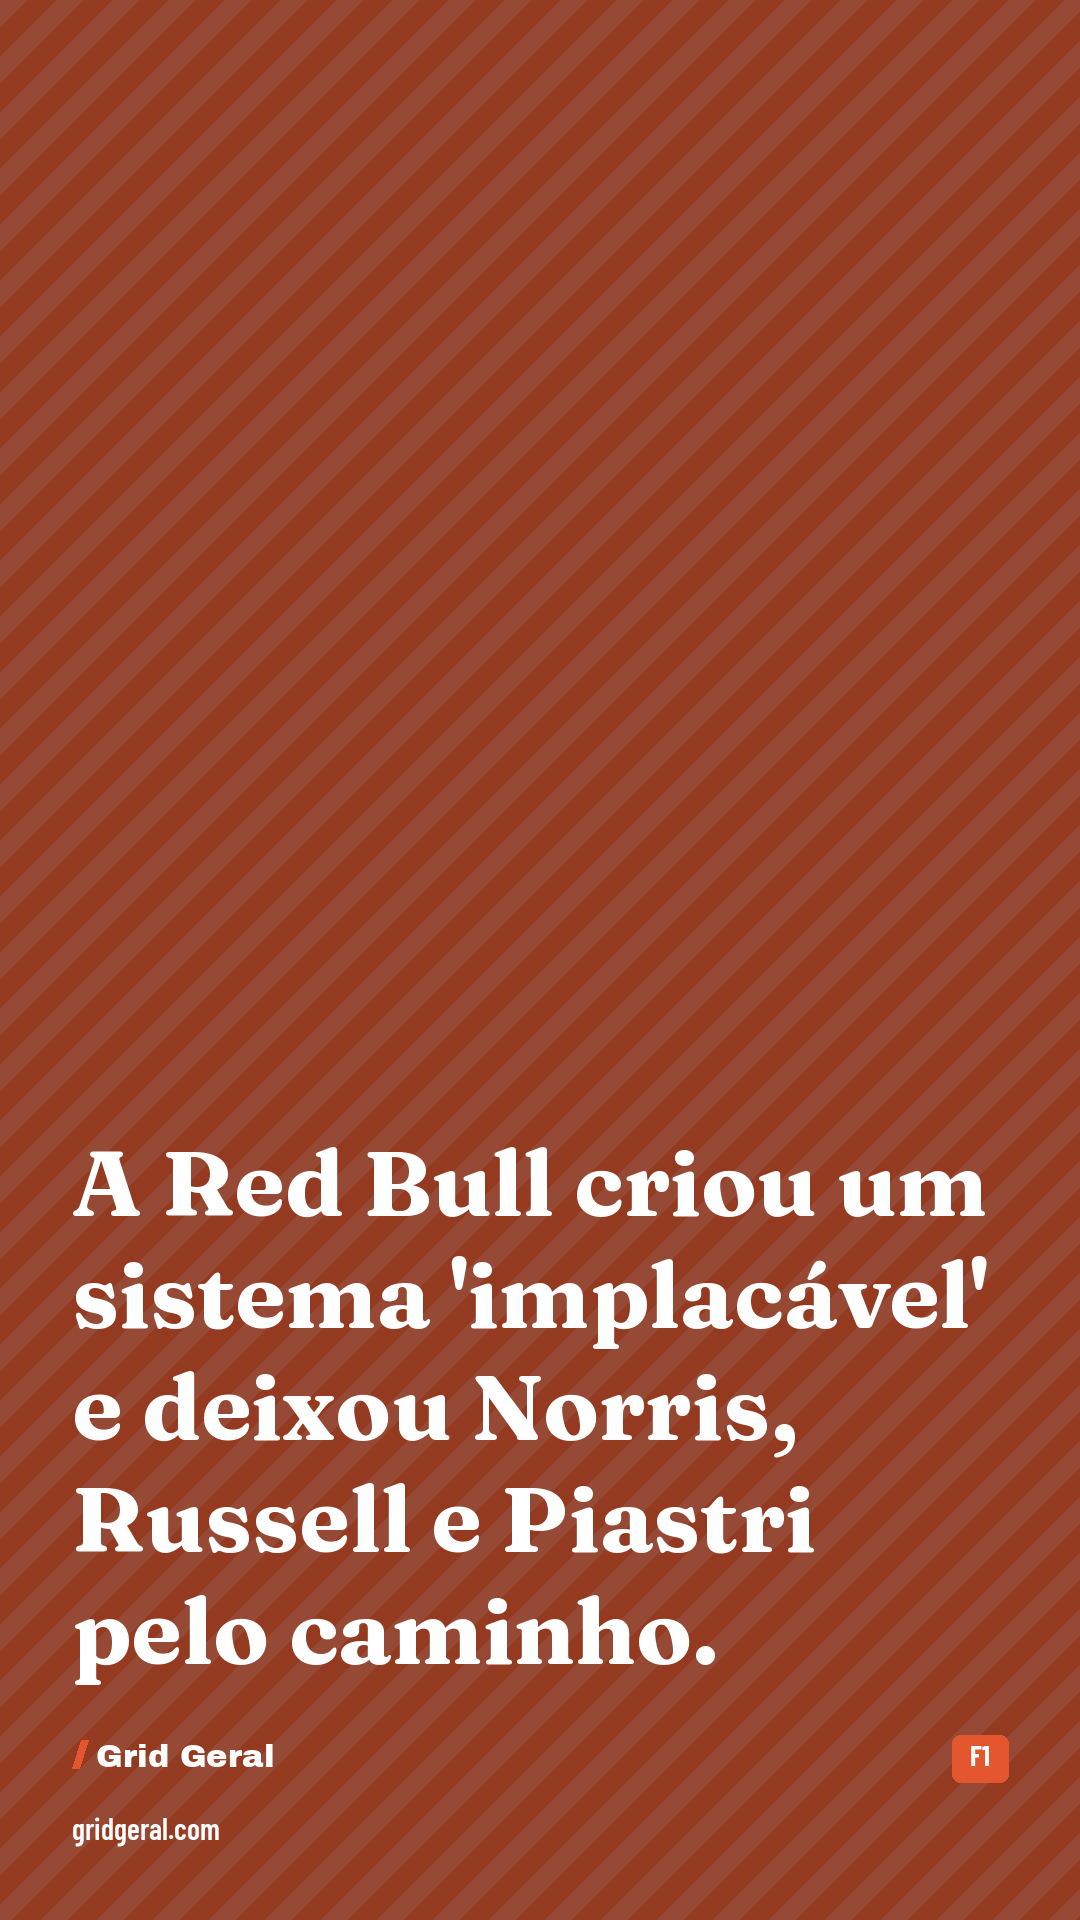 A Red Bull criou um
sistema 'implacável'
e deixou Norris,
Russell e Piastri
pelo caminho.
/ Grid Geral
F1
gridgeral.com